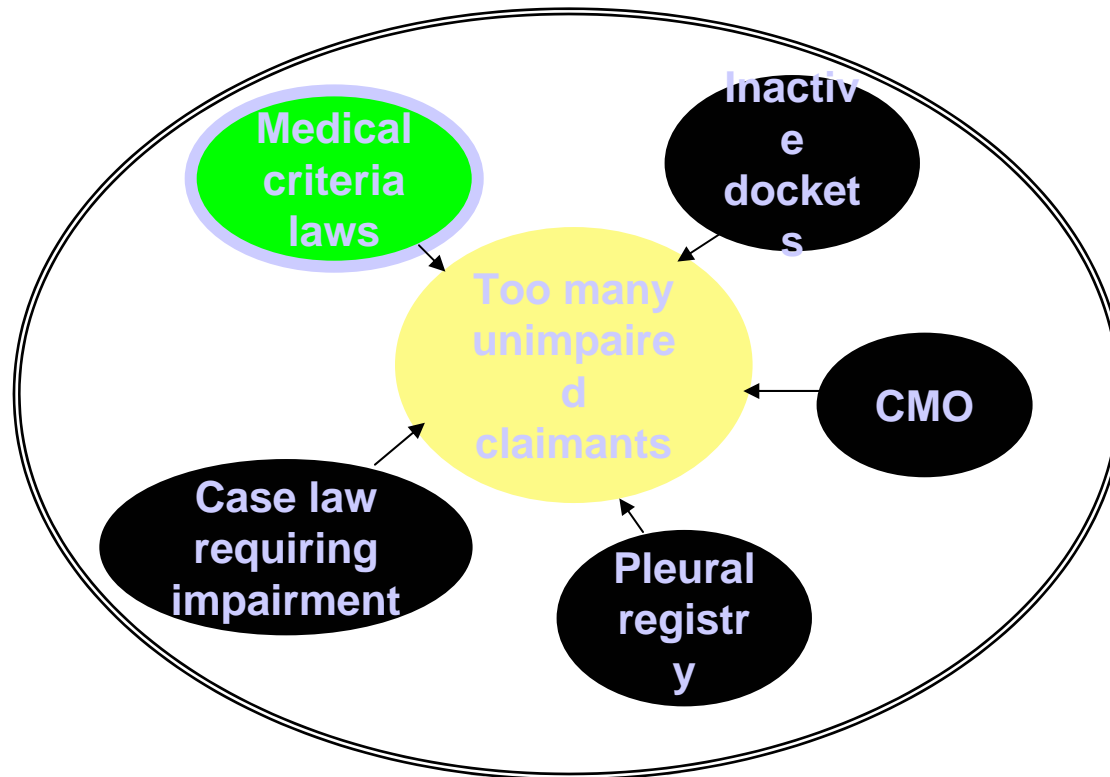 Medical
criteria
laws
Inactiv
e
docket
s
Too many
unimpaire
d
claimants
CMO
Case law
requiring
impairment
Pleural
registr
y